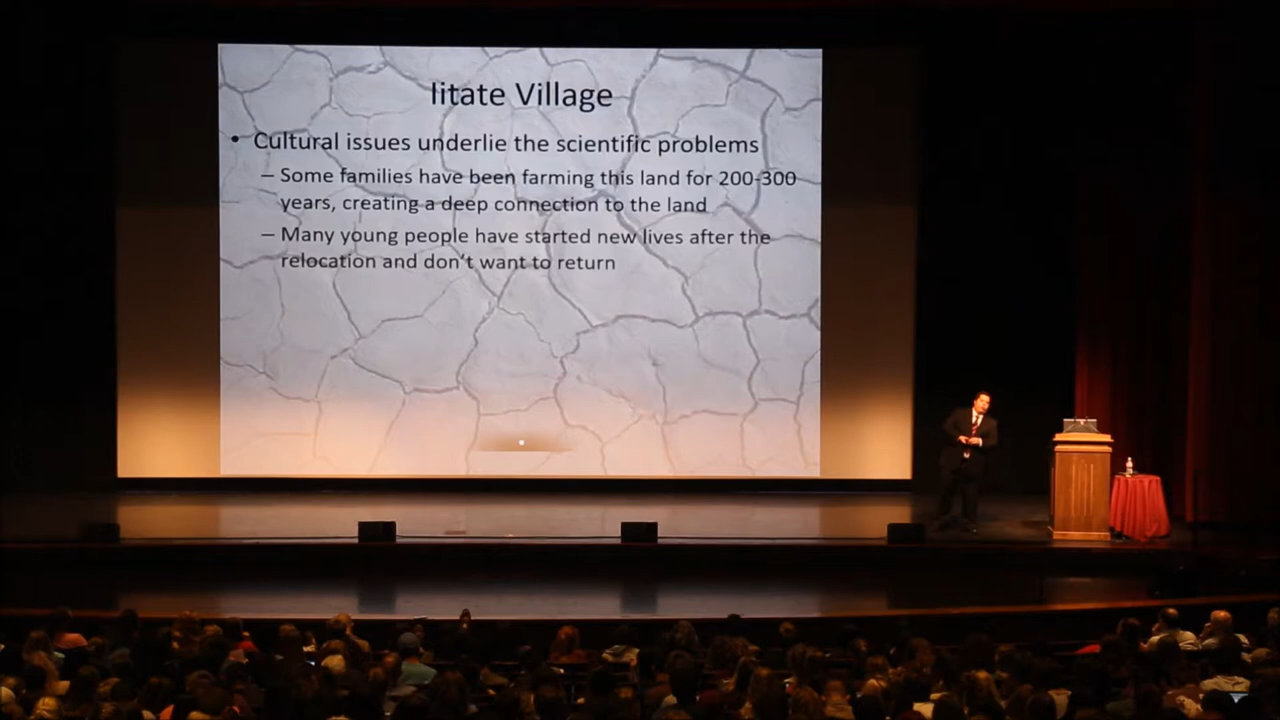 Iitate Village
• Cultural issues underlie the scientific problems
– Some families have been farming this land for 200-300
years, creating a deep connection to the land
– Many young people have started new lives after the
relocation and don't want to return